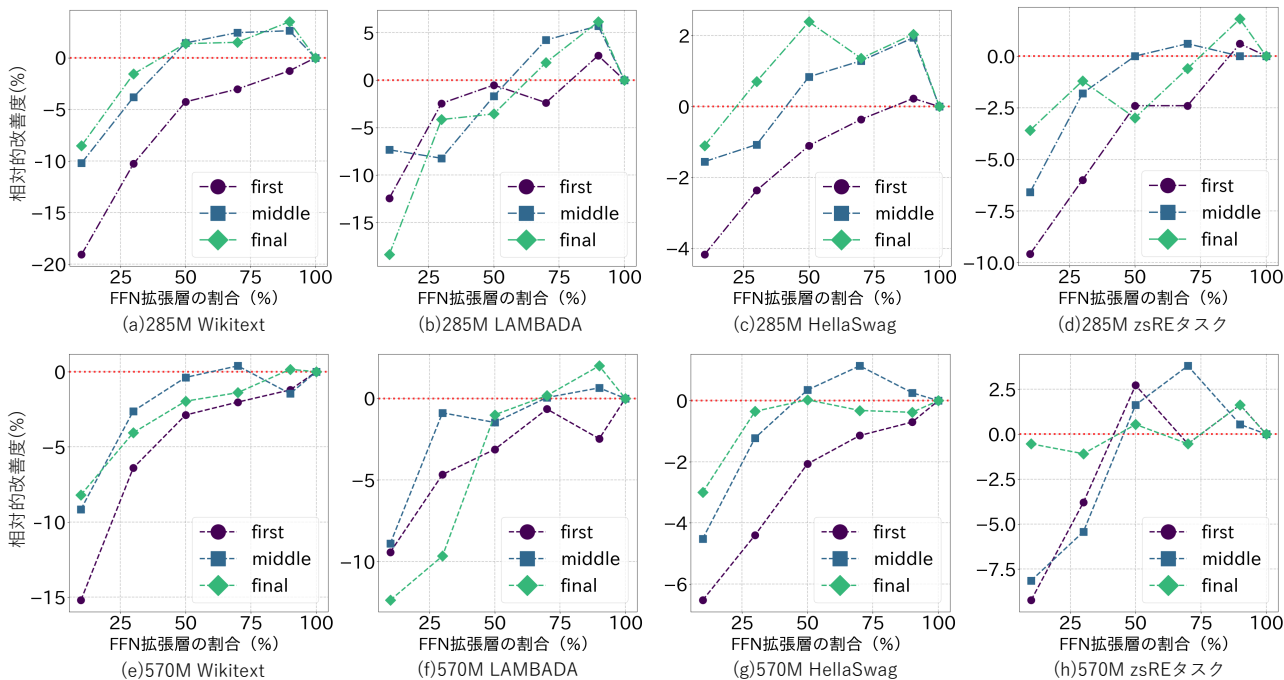 相対的改善度(%)
0
−5
−10
−15
−20
first
middle
final
25
50
75
100
FFN拡張層の割合（%）
(a)285M Wikitext
5
0
−5
−10
−15
first
middle
final
25
50
75
100
FFN拡張層の割合（%）
(b)285M LAMBADA
2
0
−2
−4
first
middle
final
25
50
75
100
FFN拡張層の割合（%）
(c)285M HellaSwag
0.0
−2.5
−5.0
−7.5
−10.0
first
middle
final
25
50
75
100
FFN拡張層の割合（%）
(d)285M zsREタスク
相対的改善度(%)
0
−5
−10
−15
first
middle
final
25
50
75
100
FFN拡張層の割合（%）
(e)570M Wikitext
0
−5
−10
first
middle
final
25
50
75
100
FFN拡張層の割合（%）
(f)570M LAMBADA
0
−2
−4
−6
first
middle
final
25
50
75
100
FFN拡張層の割合（%）
(g)570M HellaSwag
2.5
0.0
−2.5
−5.0
−7.5
first
middle
final
25
50
75
100
FFN拡張層の割合（%）
(h)570M zsREタスク